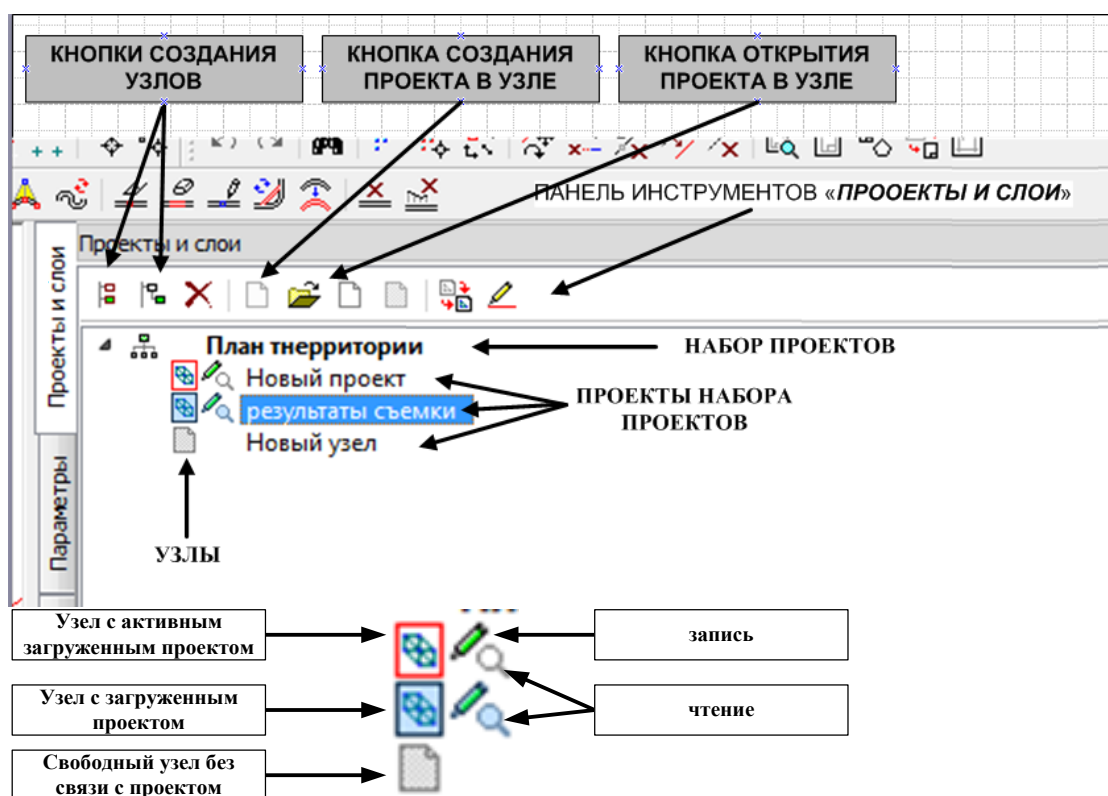 КНОПКИ СОЗДАНИЯ
УЗЛОВ
КНОПКА СОЗДАНИЯ
ПРОЕКТА В УЗЛЕ
КНОПКА ОТКРЫТИЯ
ПРОЕКТА В УЗЛЕ
ПАНЕЛЬ ИНСТРУМЕНТОВ «ПРООЕКТЫ И СЛОИ»
Проекты и слои
Проекты и слои
Параметры
План тнерритории
НАБОР ПРОЕКТОВ
Новый проект
результаты съемки
Новый узел
ПРОЕКТЫ НАБОРА
ПРОЕКТОВ
УЗЛЫ
Узел с активным
загруженным проектом
запись
Узел с загруженным
проектом
чтение
Свободный узел без
связи с проектом